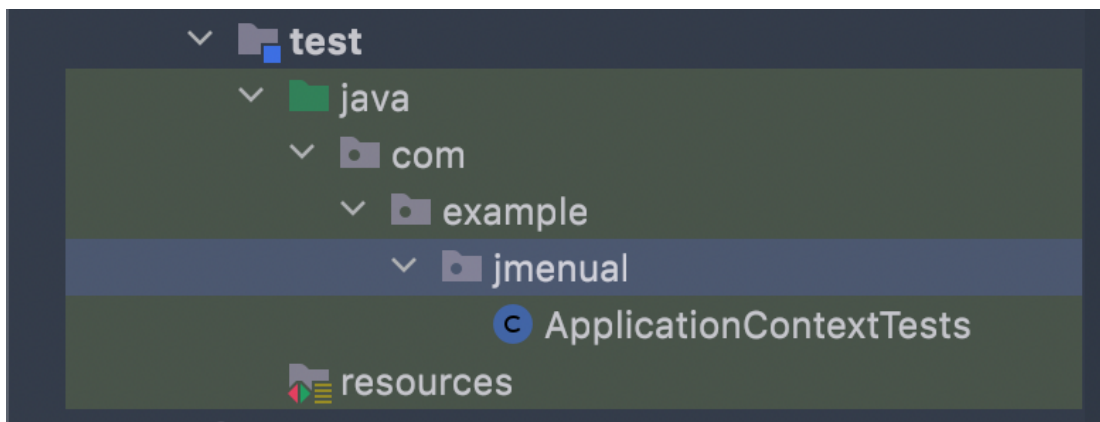 test
java
com
example
jmenual
ApplicationContextTests
resources